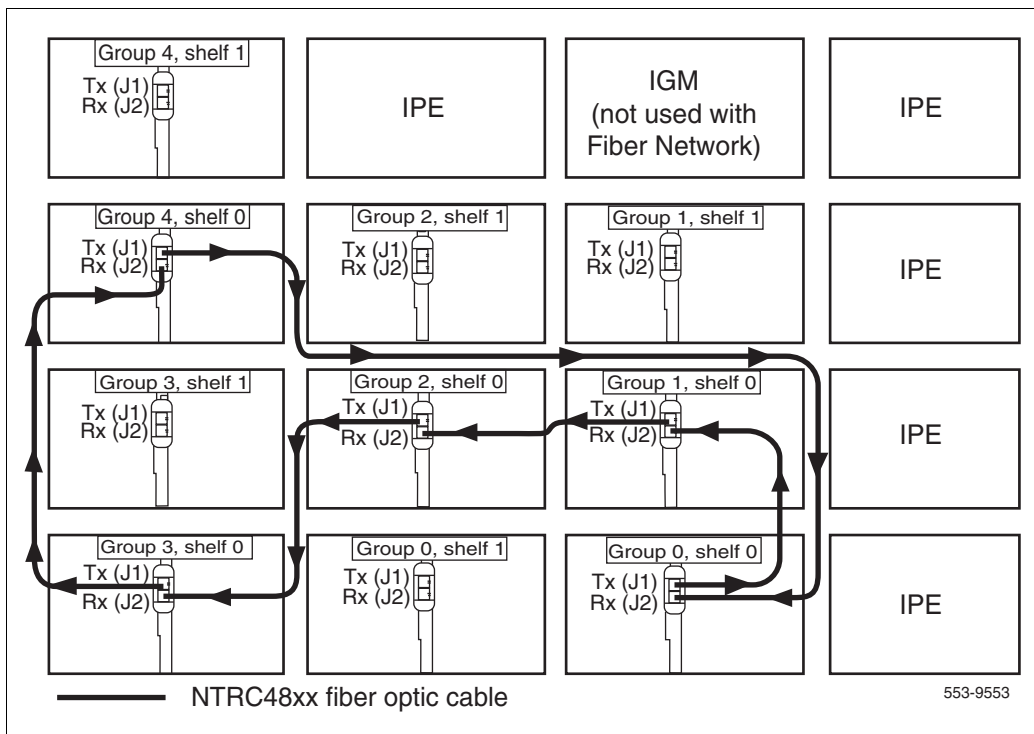 Group 4, shelf 1
Tx (J1)
Rx (J2)
IPE
IGM
(not used with
Fiber Network)
IPE
Group 4, shelf 0
Tx (J1)
Rx (J2)
Group 2, shelf 1
Tx (J1)
Rx (J2)
Group 1, shelf 1
Tx (J1)
Rx (J2)
IPE
Group 3, shelf 1
Tx (J1)
Rx (J2)
Group 2, shelf 0
Tx (J1)
Rx (J2)
Group 1, shelf 0
Tx (J1)
Rx (J2)
IPE
Group 3, shelf 0
Tx (J1)
Rx (J2)
Group 0, shelf 1
Tx (J1)
Rx (J2)
Group 0, shelf 0
Tx (J1)
Rx (J2)
IPE
NTRC48xx fiber optic cable
553-9553